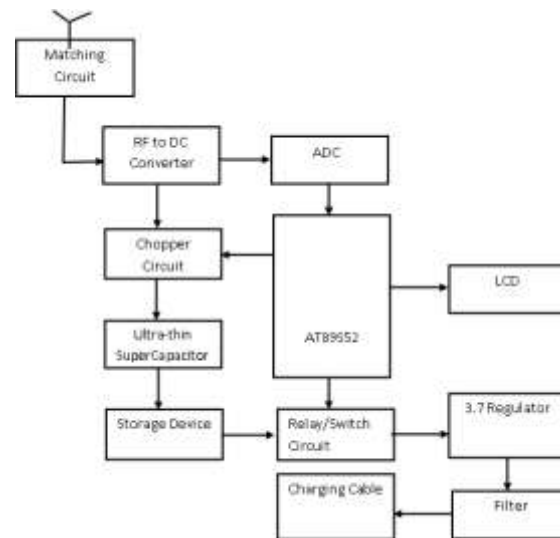 Matching
Circuit
RF to DC
Converter
ADC
Chopper
Circuit
LCD
AT89S52
Ultra-thin
SuperCapacitor
Storage Device
Relay/Switch
Circuit
3.7 Regulator
Charging Cable
Filter